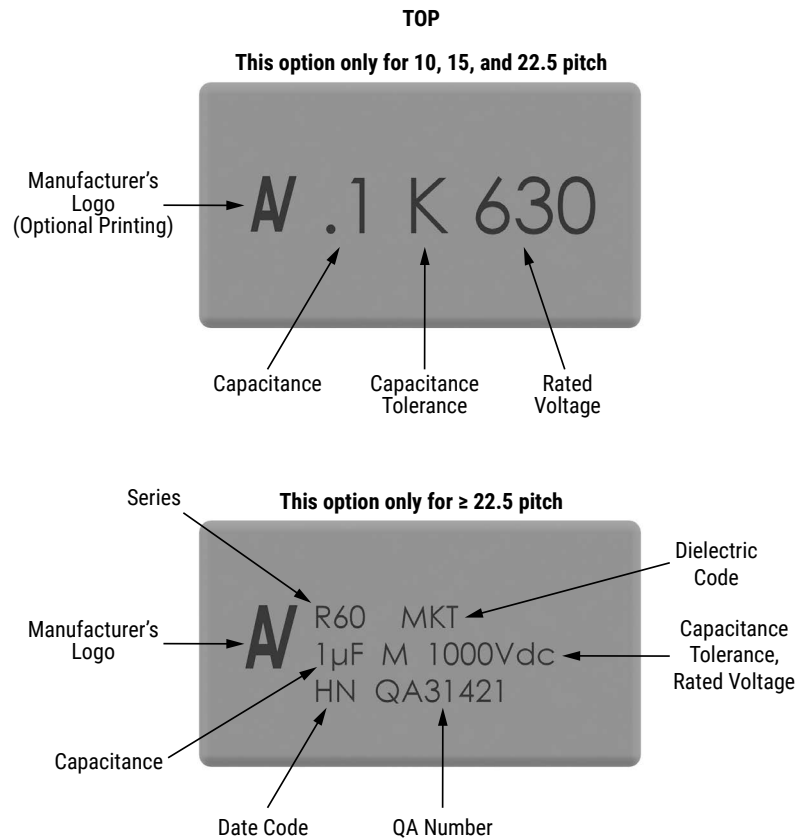 TOP
This option only for 10, 15, and 22.5 pitch
Manufacturer's
Logo
(Optional Printing)
.1 K 630
Capacitance
Capacitance
Tolerance
Rated
Voltage
Series
This option only for ≥ 22.5 pitch
Dielectric
Code
Manufacturer's
Logo
R60 MKT
1µF M 1000Vdc
HN QA31421
Capacitance
Tolerance,
Rated Voltage
Capacitance
Date Code
QA Number